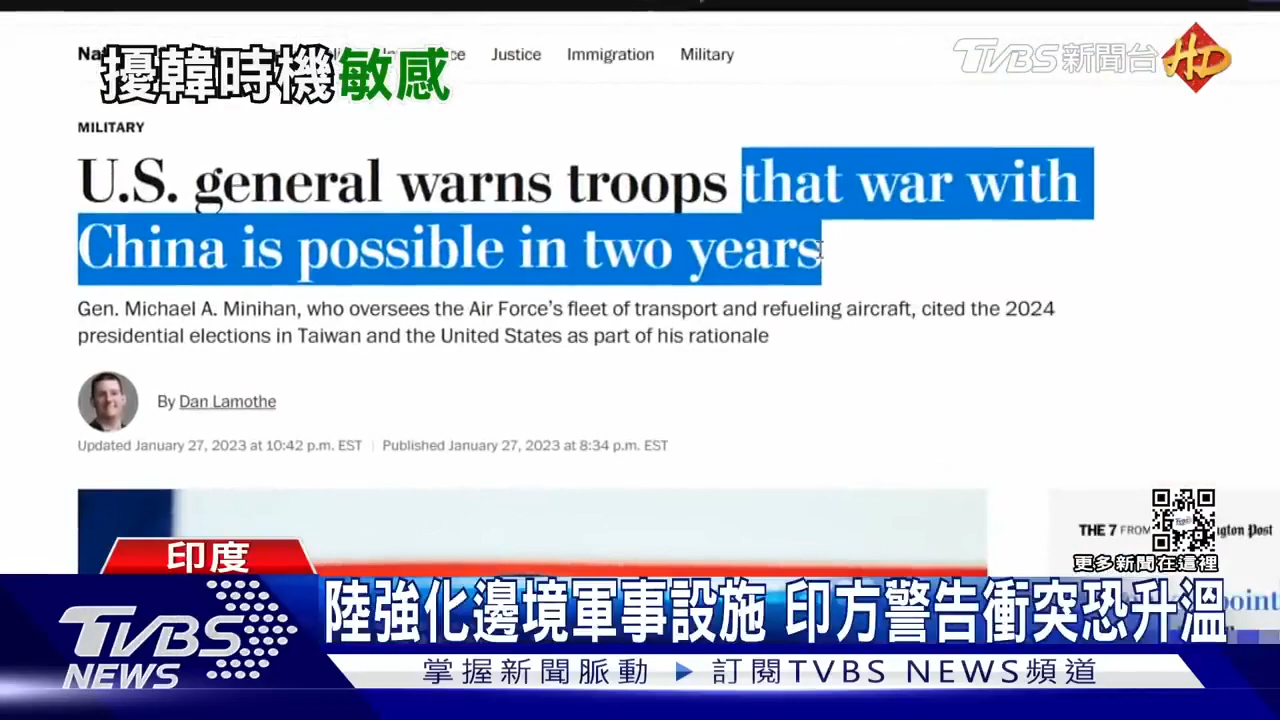 擾韓時機敏感
Justice Immigration Military
TVBS新聞台 HD
MILITARY
U.S. general warns troops that war with
China is possible in two years
Gen. Michael A. Minihan, who oversees the Air Force's fleet of transport and refueling aircraft, cited the 2024
presidential elections in Taiwan and the United States as part of his rationale
By Dan Lamothe
Updated January 27, 2023 at 10:42 p.m. EST | Published January 27, 2023 at 8:34 p.m. EST
THE 7 FROM
更多新聞在這裡
印度
陸強化邊境軍事設施 印方警告衝突恐升溫
TVBS
NEWS
掌握新聞脈動 ▶ 訂閱TVBS NEWS頻道